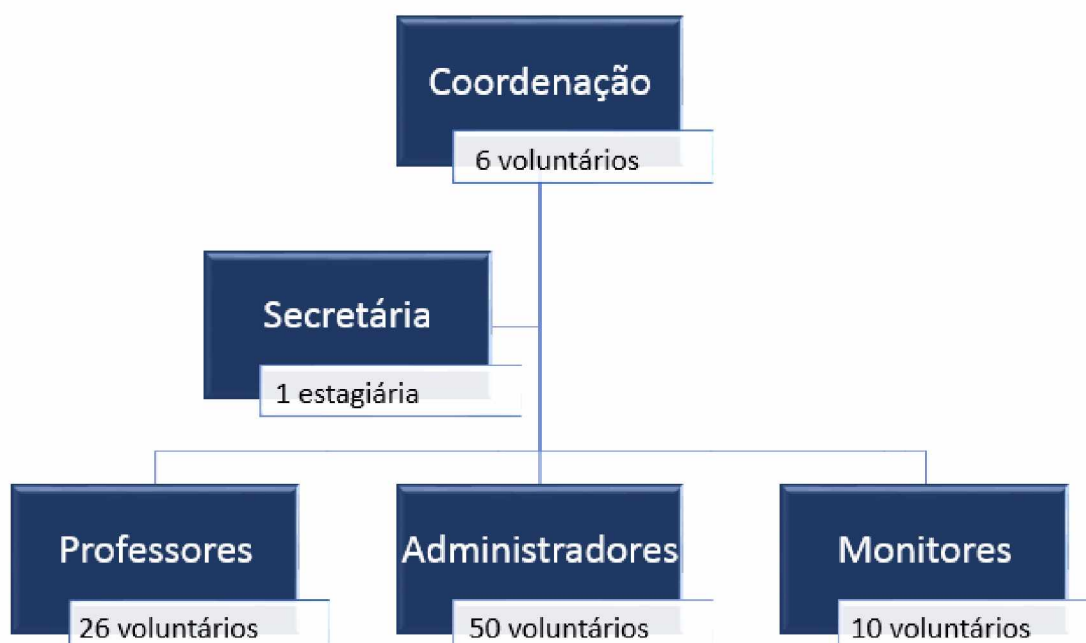 Coordenação
6 voluntários
Secretária
1 estagiária
Professores
26 voluntários
Administradores
50 voluntários
Monitores
10 voluntários